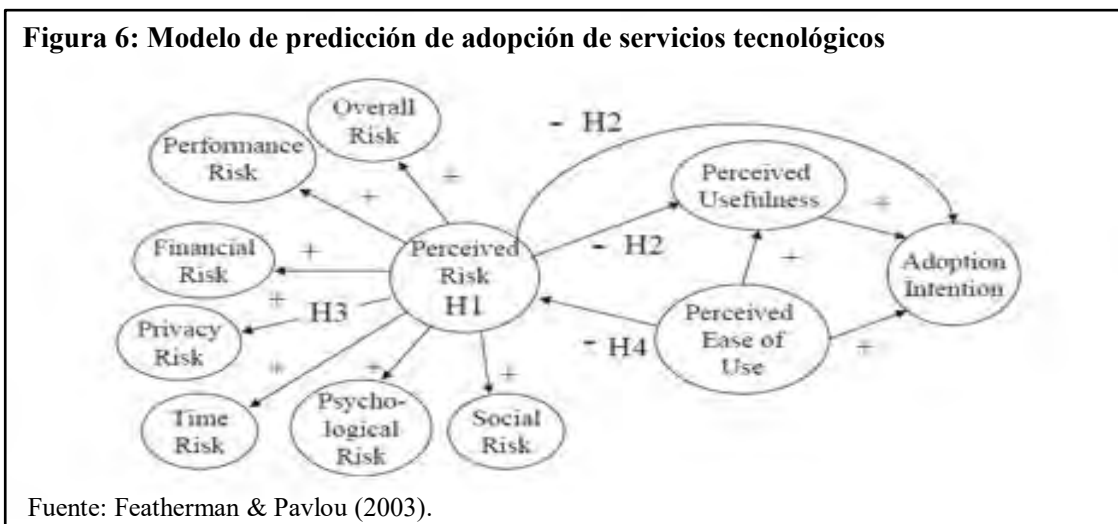 Figura 6: Modelo de predicción de adopción de servicios tecnológicos
Overall
Risk
- H2
Performance
Risk
+
+
Perceived
Usefulness
+
Financial
Risk
+
Perceived
Risk
H1
- H2
+
Adoption
Intention
+
H3
Privacy
Risk
Perceived
Ease of
Use
- H4
+
+
+
+
Time
Risk
Psycho-
logical
Risk
Social
Risk
Fuente: Featherman & Pavlou (2003).